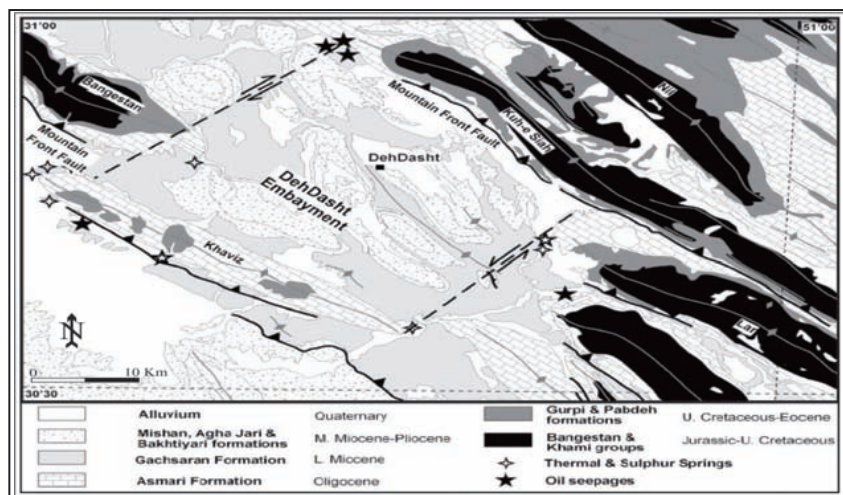 31°00
51°00
Bangestan
Mountain
Front Fault
Mountain Front Fault
Kuh-e Siah
Nil
DehDasht
DehDasht
Embayment
Khaviz
Lar
N
0 10 Km
30°30
Alluvium Quaternary
Mishan, Agha Jari &
Bakhtiyari formations M. Miocene-Pliocene
Gachsaran Formation L. Miocene
Asmari Formation Oligocene
Gurpi & Pabdeh
formations U. Cretaceous-Eocene
Bangestan &
Khami groups Jurassic-U. Cretaceous
Thermal & Sulphur Springs
Oil seepages